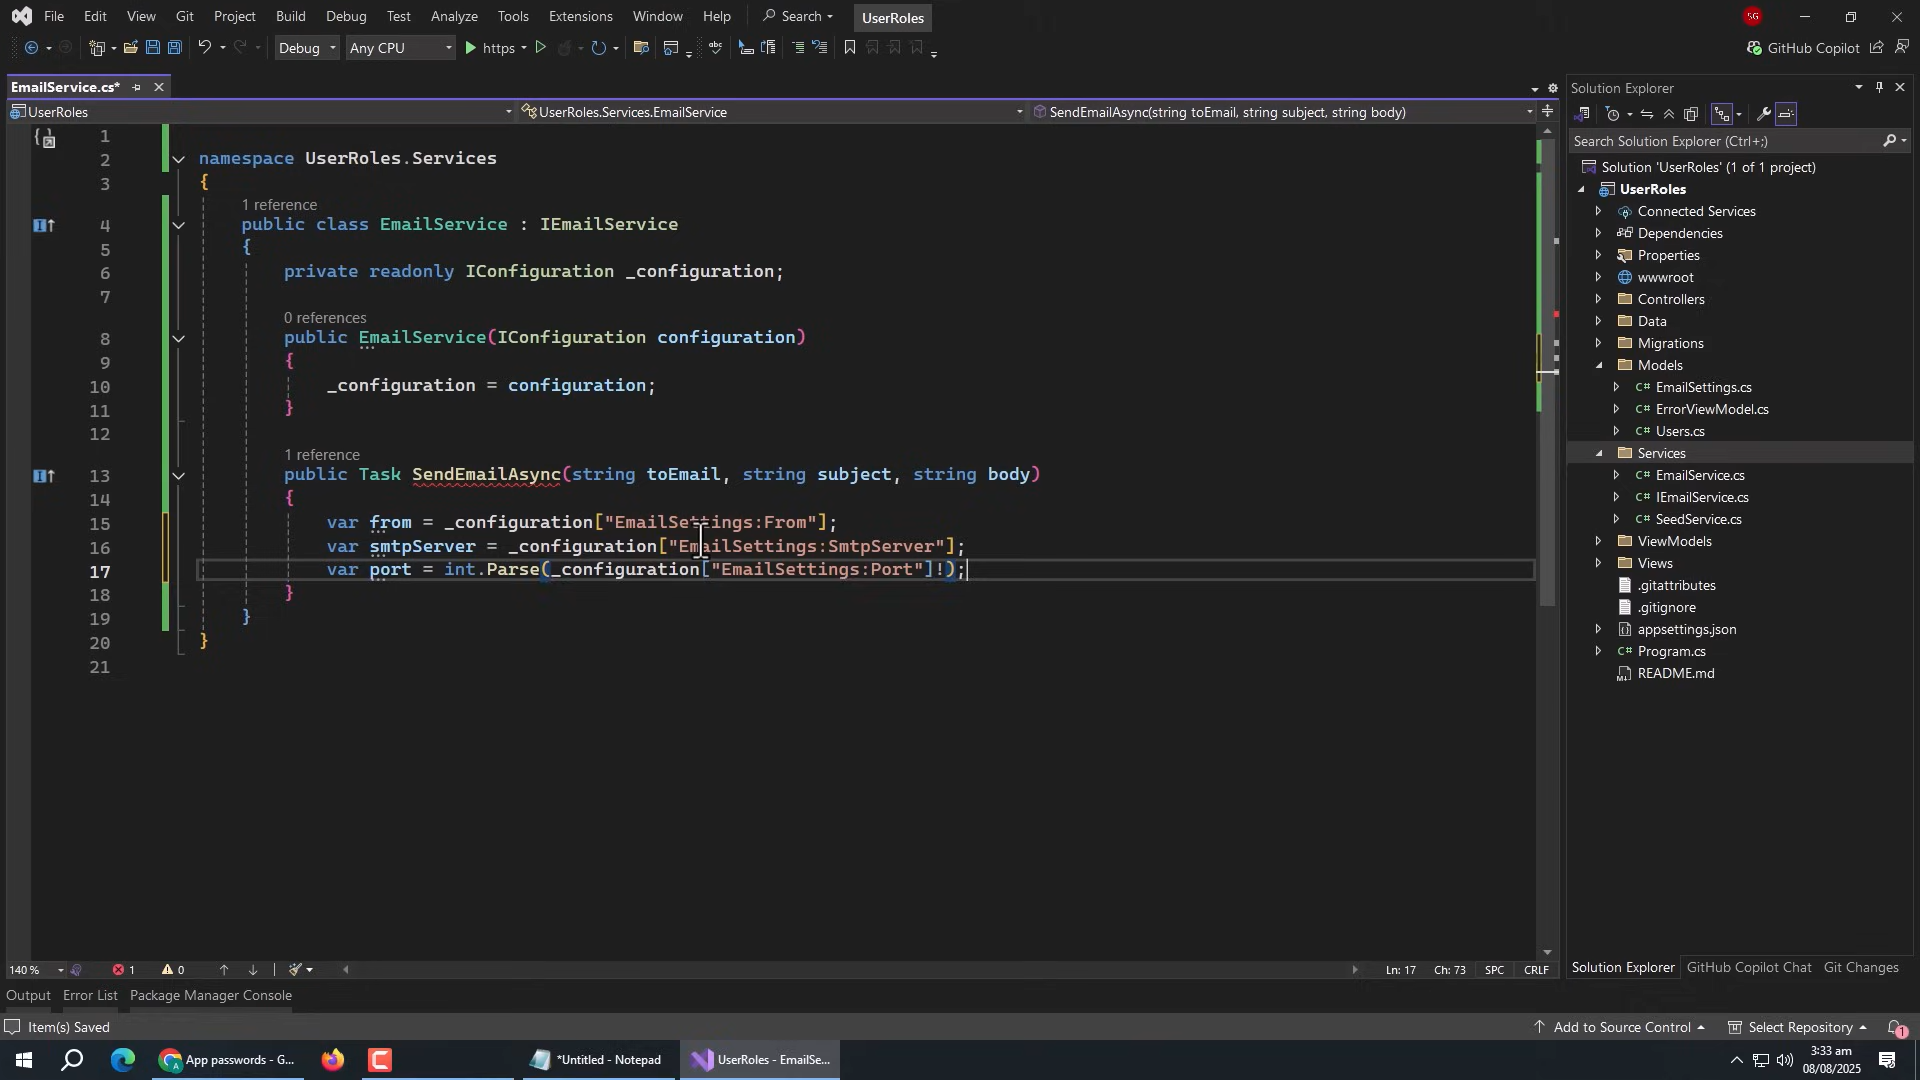 File Edit View Git Project Build Debug Test Analyze Tools Extensions Window Help Search UserRoles SG
Debug Any CPU https GitHub Copilot
EmailService.cs*
UserRoles UserRoles.Services.EmailService SendEmailAsync(string toEmail, string subject, string body)
1
2 namespace UserRoles.Services
3 {
1 reference
4 public class EmailService : IEmailService
5 {
6 private readonly IConfiguration _configuration;
7
0 references
8 public EmailService(IConfiguration configuration)
9 {
10 _configuration = configuration;
11 }
12
1 reference
13 public Task SendEmailAsync(string toEmail, string subject, string body)
14 {
15 var from = _configuration["EmailSettings:From"];
16 var smtpServer = _configuration["EmailSettings:SmtpServer"];
17 var port = int.Parse(_configuration["EmailSettings:Port"]!);
18 }
19 }
20 }
21
140 % 1 0 Ln: 17 Ch: 73 SPC CRLF
Solution Explorer
Search Solution Explorer (Ctrl+;)
Solution 'UserRoles' (1 of 1 project)
UserRoles
Connected Services
Dependencies
Properties
wwwroot
Controllers
Data
Migrations
Models
C# EmailSettings.cs
C# ErrorViewModel.cs
C# Users.cs
Services
C# EmailService.cs
C# IEmailService.cs
C# SeedService.cs
ViewModels
Views
.gitattributes
.gitignore
appsettings.json
C# Program.cs
README.md
Solution Explorer GitHub Copilot Chat Git Changes
Output Error List Package Manager Console
Item(s) Saved Add to Source Control Select Repository 1
App passwords - G... *Untitled - Notepad UserRoles - EmailSe...
3:33 am
08/08/2025